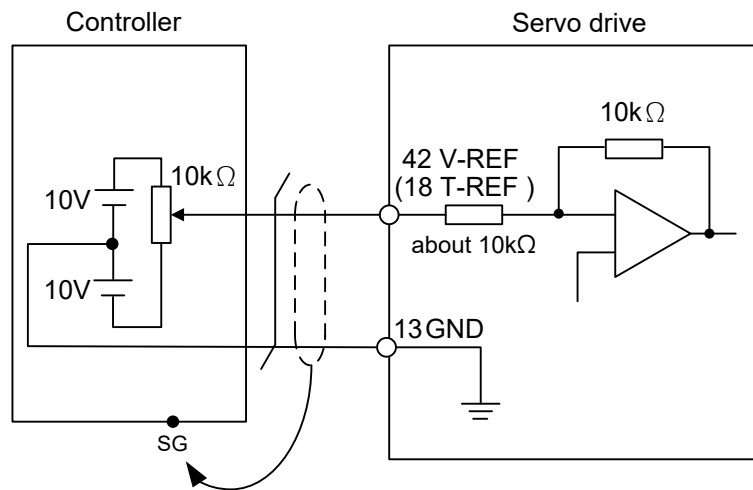 Controller
Servo drive
10V
10kΩ
10V
42 V-REF
(18 T-REF )
about 10kΩ
10kΩ
13 GND
SG